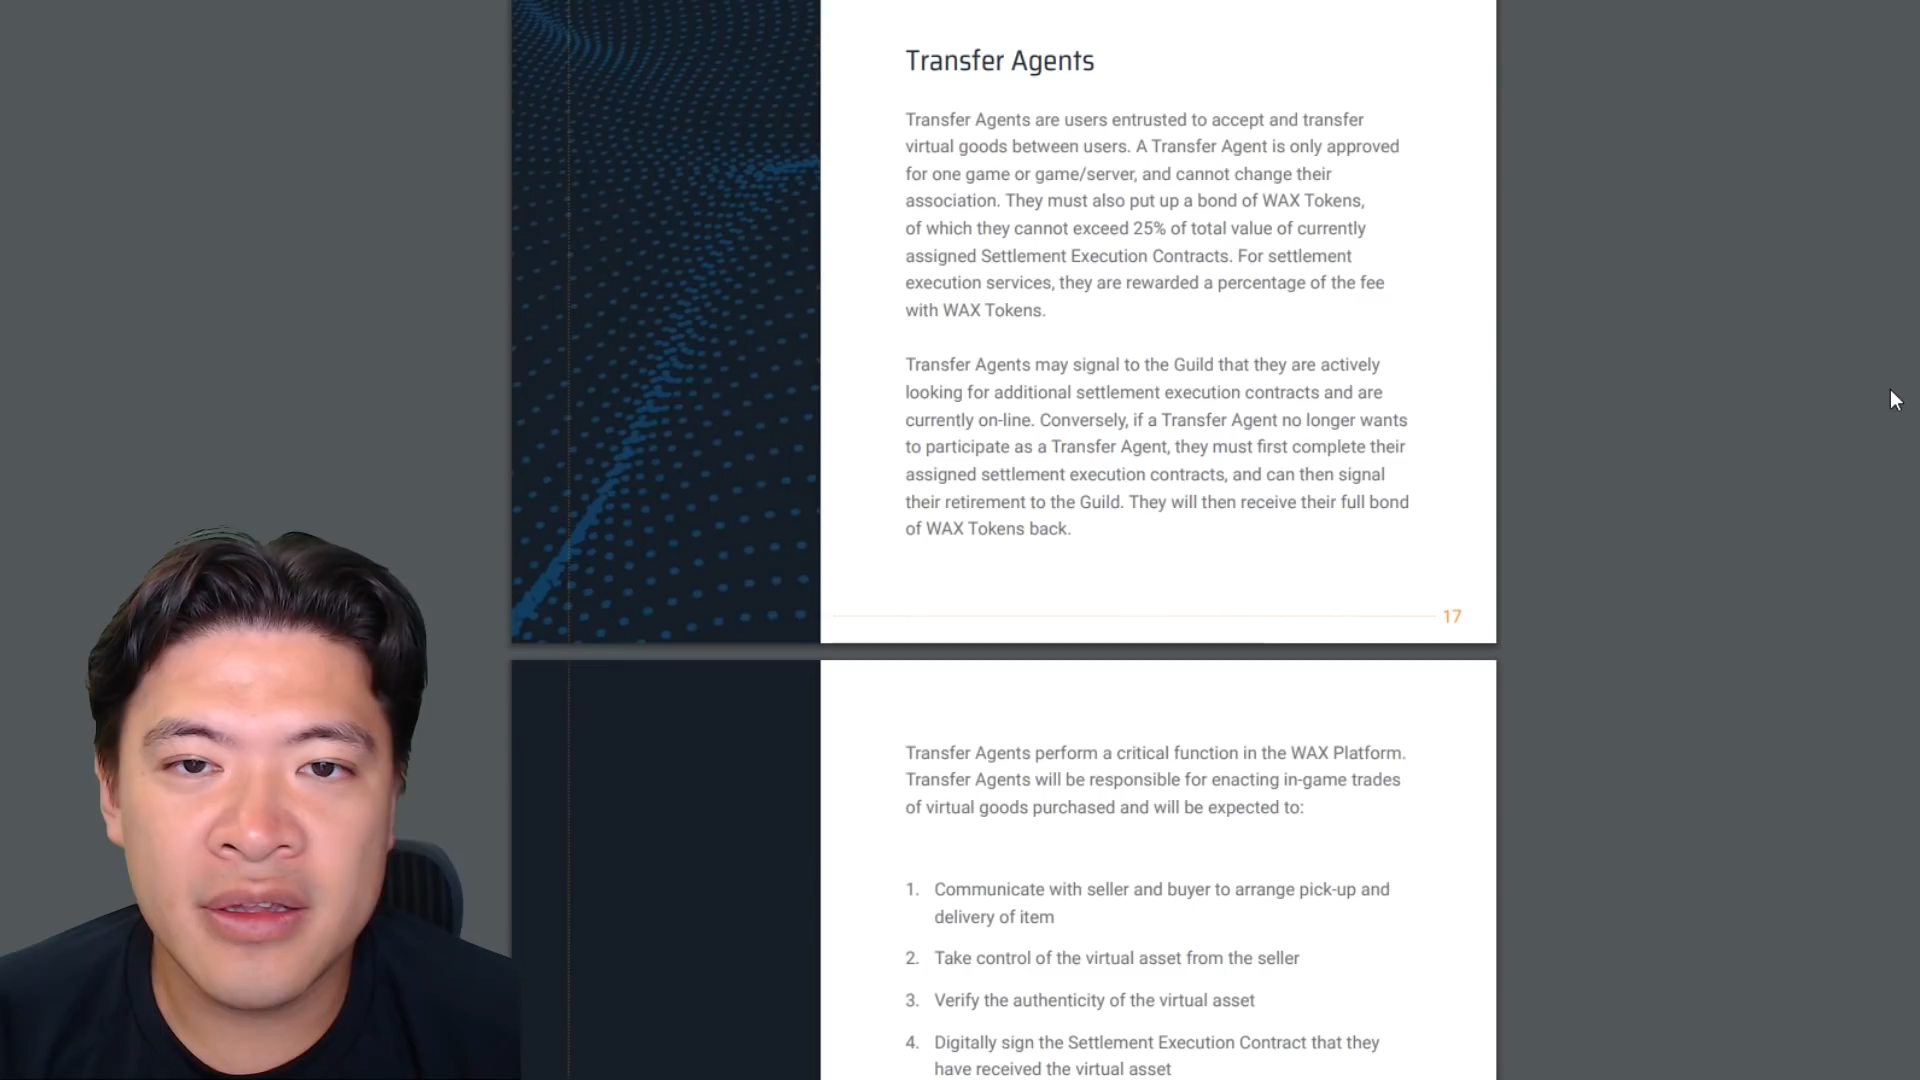 Transfer Agents
Transfer Agents are users entrusted to accept and transfer
virtual goods between users. A Transfer Agent is only approved
for one game or game/server, and cannot change their
association. They must also put up a bond of WAX Tokens,
of which they cannot exceed 25% of total value of currently
assigned Settlement Execution Contracts. For settlement
execution services, they are rewarded a percentage of the fee
with WAX Tokens.
Transfer Agents may signal to the Guild that they are actively
looking for additional settlement execution contracts and are
currently on-line. Conversely, if a Transfer Agent no longer wants
to participate as a Transfer Agent, they must first complete their
assigned settlement execution contracts, and can then signal
their retirement to the Guild. They will then receive their full bond
of WAX Tokens back.
17
Transfer Agents perform a critical function in the WAX Platform.
Transfer Agents will be responsible for enacting in-game trades
of virtual goods purchased and will be expected to:
1. Communicate with seller and buyer to arrange pick-up and
delivery of item
2. Take control of the virtual asset from the seller
3. Verify the authenticity of the virtual asset
4. Digitally sign the Settlement Execution Contract that they
have received the virtual asset